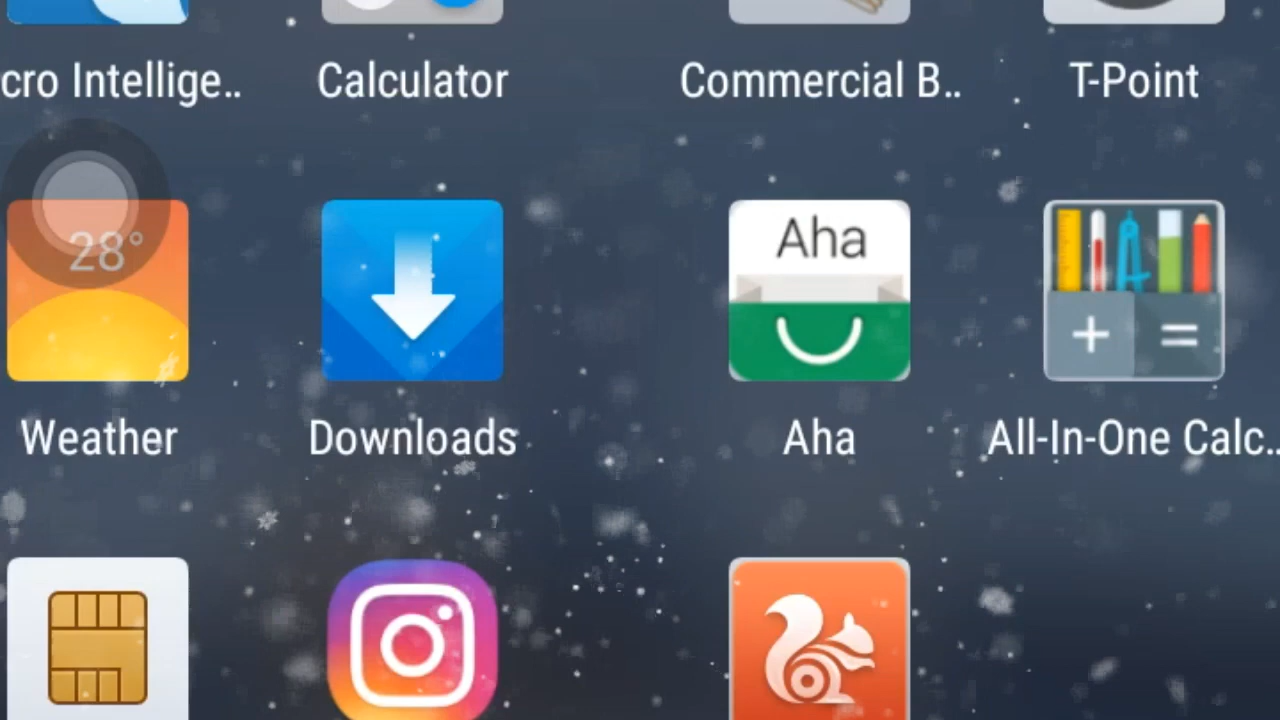 cro Intellige..
Calculator
Commercial B..
T-Point
28°
Aha
+ =
Weather
Downloads
Aha
All-In-One Calc..